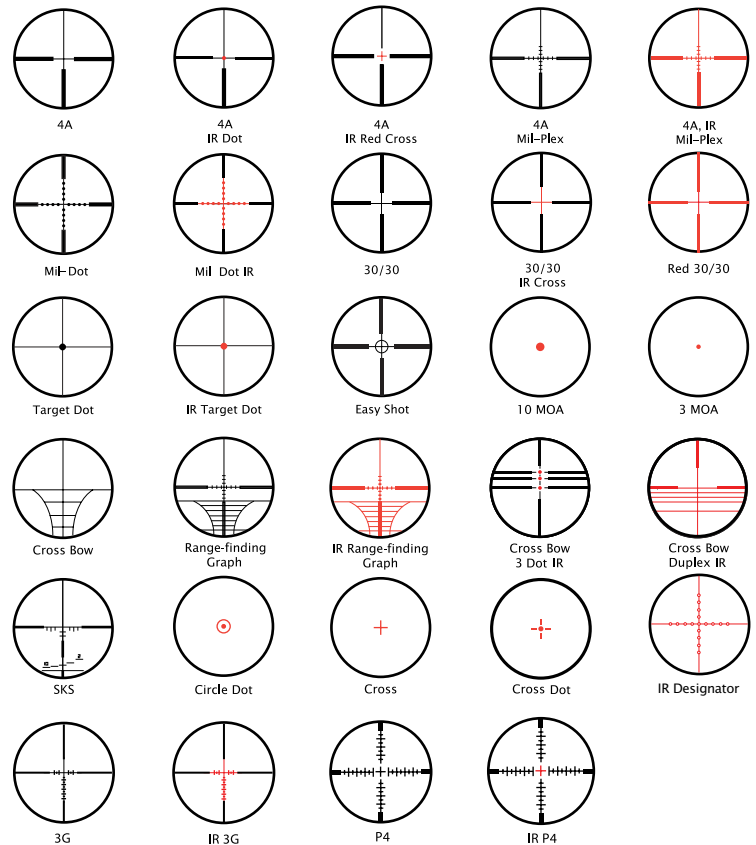 4A
4A
IR Dot
4A
IR Red Cross
4A
Mil-Plex
4A, IR
Mil-Plex
Mil-Dot
Mil Dot IR
30/30
30/30
IR Cross
Red 30/30
Target Dot
IR Target Dot
Easy Shot
10 MOA
3 MOA
Cross Bow
Range-finding
Graph
IR Range-finding
Graph
Cross Bow
3 Dot IR
Cross Bow
Duplex IR
SKS
Circle Dot
Cross
Cross Dot
IR Designator
3G
IR 3G
P4
IR P4